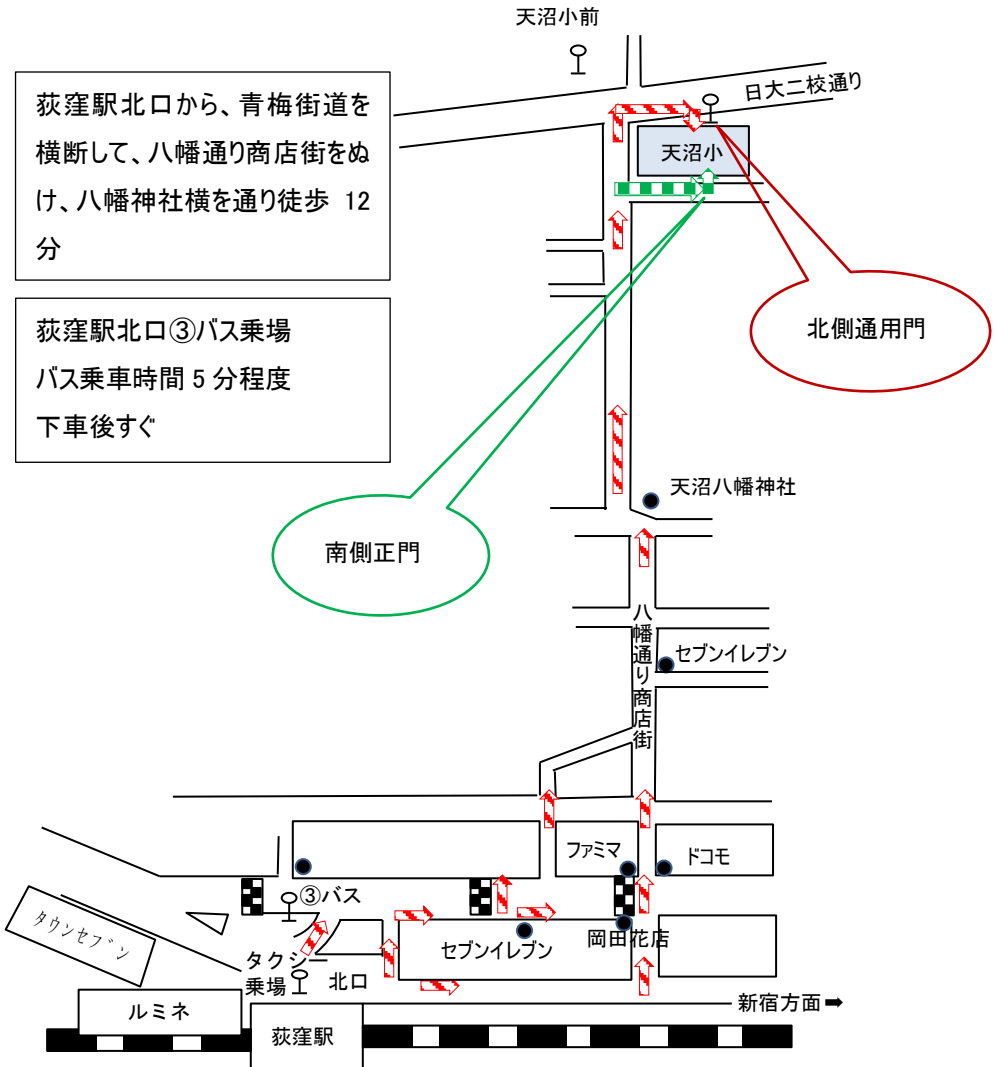 天沼小前
日大二校通り
荻窪駅北口から、青梅街道を
横断して、八幡通り商店街をぬ
け、八幡神社横を通り徒歩 12
分
天沼小
荻窪駅北口③バス乗場
バス乗車時間 5 分程度
下車後すぐ
北側通用門
天沼八幡神社
南側正門
八幡通り商店街
セブンイレブン
ファミマ
ドコモ
③バス
タウンセブン
セブンイレブン
岡田花店
タクシー
乗場
北口
ルミネ
新宿方面➡
荻窪駅